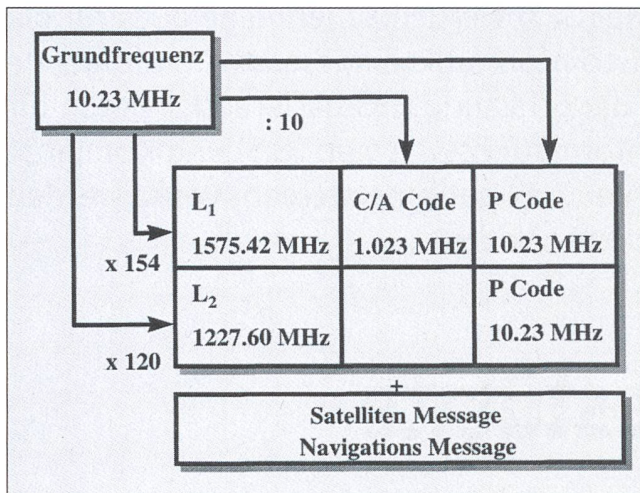 Grundfrequenz
10.23 MHz
: 10
L₁
1575.42 MHz
C/A Code
1.023 MHz
P Code
10.23 MHz
x 154
L₂
1227.60 MHz
P Code
10.23 MHz
x 120
+
Satelliten Message
Navigations Message